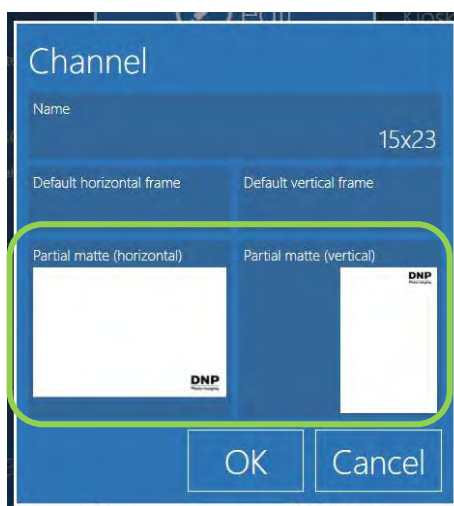 Channel
Name
15x23
Default horizontal frame
Default vertical frame
Partial matte (horizontal)
Partial matte (vertical)
DNP
DNP
OK
Cancel